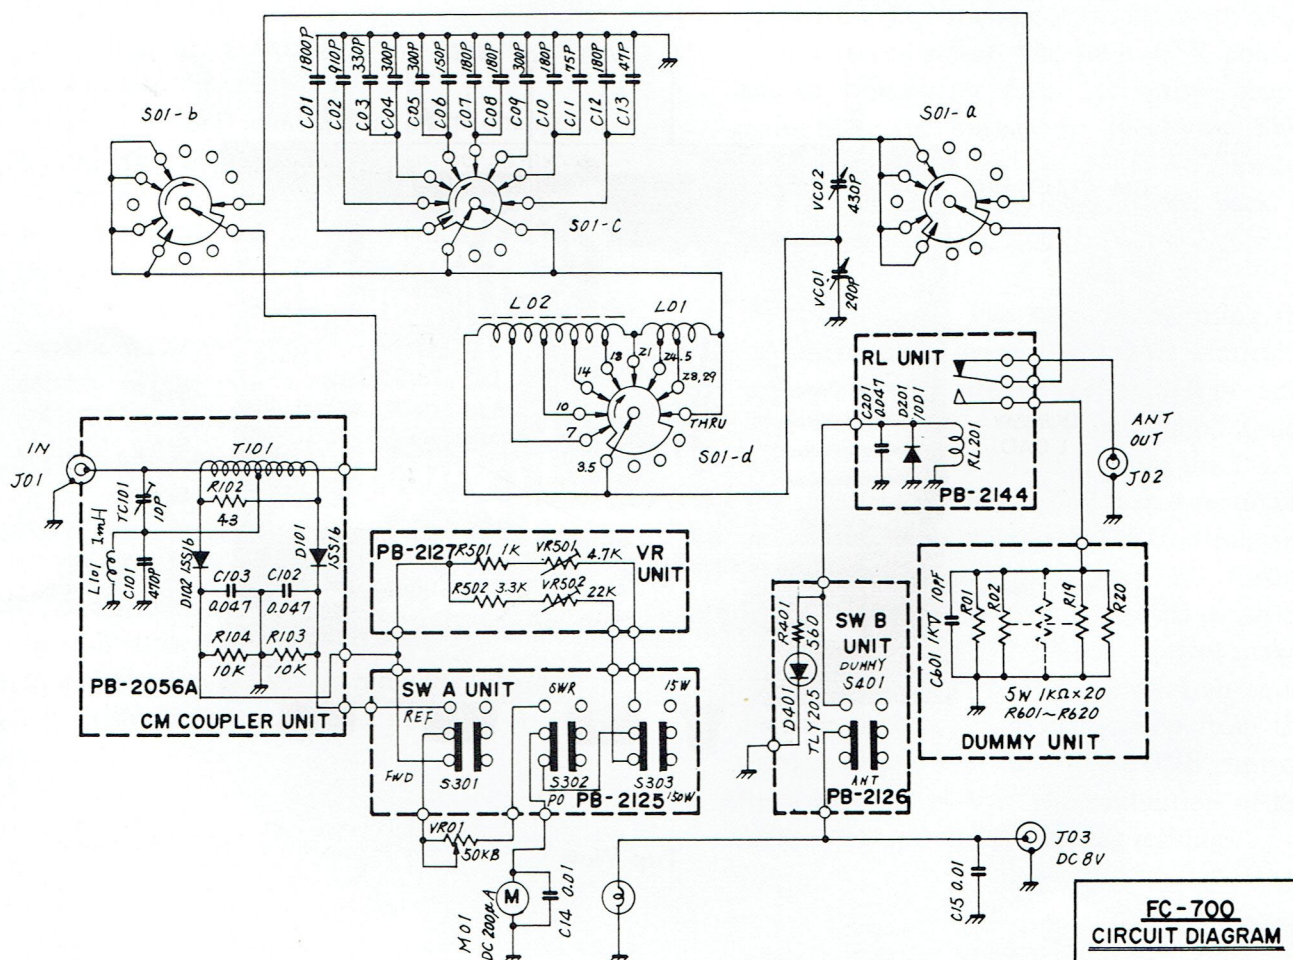 1800P
910P
330P
300P
300P
150P
180P
180P
300P
180P
75P
180P
47P
C01
C02
C03
C04
C05
C06
C07
C08
C09
C10
C11
C12
C13
S01-b
S01-a
S01-c
VC02
430P
VC01
290P
L02
L01
18
21
24.5
14
28,29
10
THRU
7
3.5
S01-d
RL UNIT
C201
0.047
D201
10D1
RL201
PB-2144
ANT
OUT
J02
IN
J01
T101
TC101
10P
R102
43
L101 1mH
C101
470P
D102 1SS16
D101
1SS16
C103
0.047
C102
0.047
R104
10K
R103
10K
PB-2056A
CM COUPLER UNIT
PB-2127
R501 1K
VR501
4.7K
VR
UNIT
R502 3.3K
VR502
22K
SW A UNIT
REF
6WR
15W
FWD
S301
S302
S303
PO
PB-2125
150W
VR01
50KB
M
M01
DC200μA
C14 0.01
R401
560
SW B
UNIT
DUMMY
S401
D401
TLY205
ANT
PB-2126
C601 1KV 10PF
R01
R02
R19
R20
5W 1KΩ×20
R601~R620
DUMMY UNIT
J03
DC8V
C15 0.01
FC-700
CIRCUIT DIAGRAM